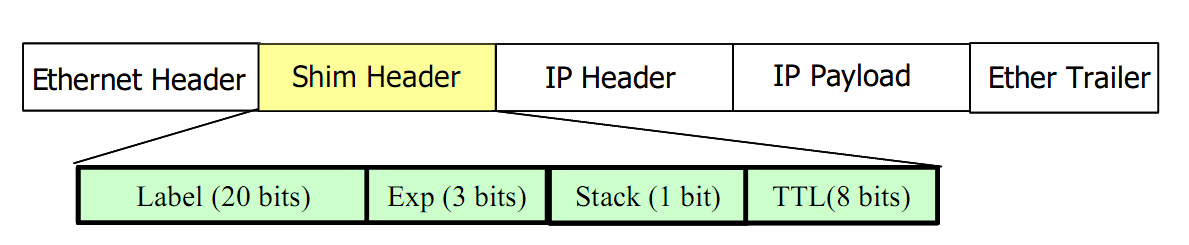 Ethernet Header Shim Header IP Header IP Payload Ether Trailer
Label (20 bits) Exp (3 bits) Stack (1 bit) TTL(8 bits)